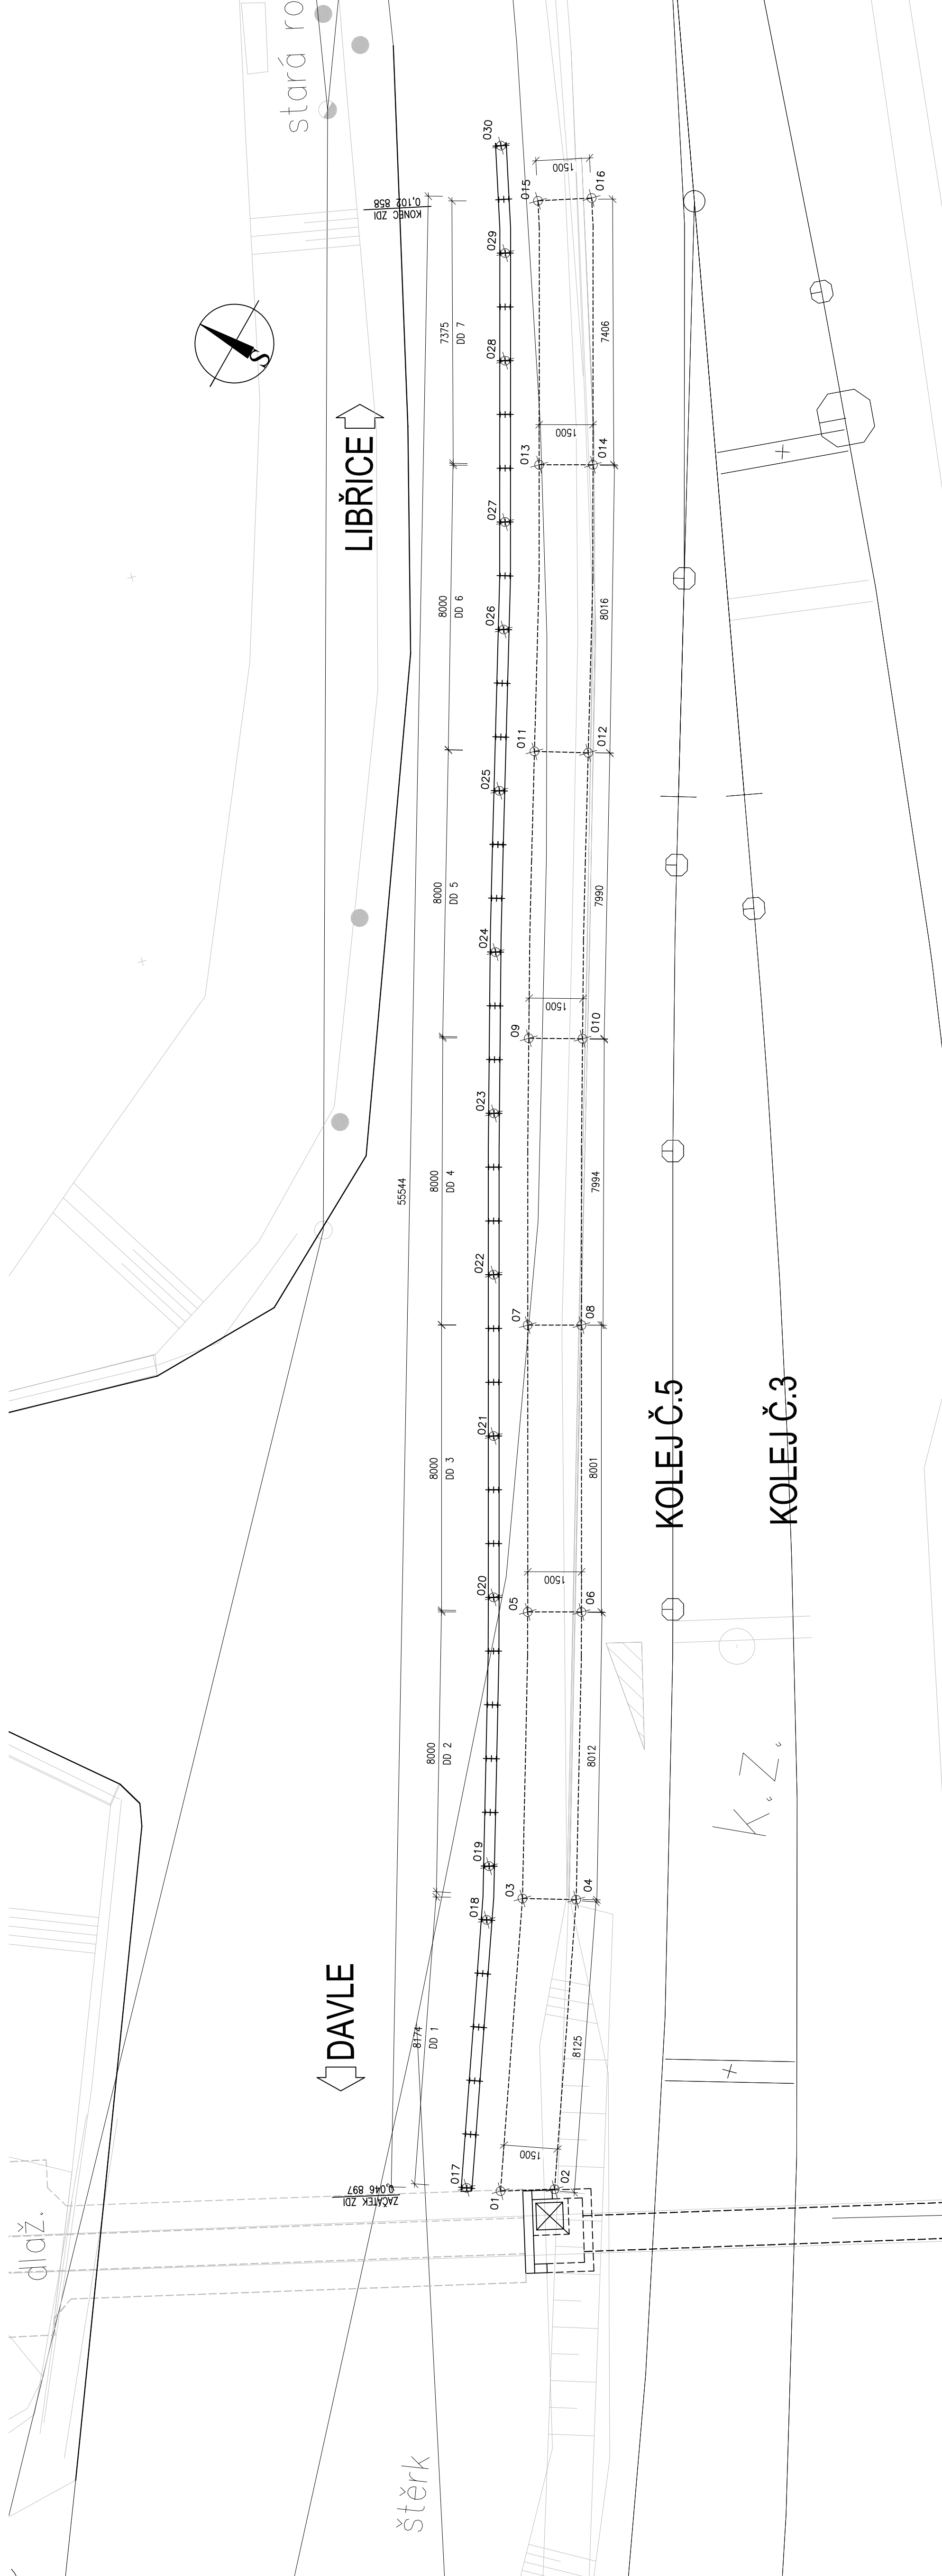 stará ro
030
015
016
1500
KONEC ZDI
0,102 858
029
S
7375
DD 7
028
7406
LIBŘICE
013
014
1500
027
8000
DD 6
026
8016
011
012
025
8000
DD 5
7990
024
09
010
1500
023
55544
8000
DD 4
7994
022
07
08
KOLEJ Č.5
KOLEJ Č.3
021
8000
DD 3
8001
020
05
06
1500
8000
DD 2
8012
K.Z.
019
03
04
018
DAVLE
8174
DD 1
8125
1500
017
01
02
ZAČÁTEK ZDI
0,046 897
dlaž.
štěrk